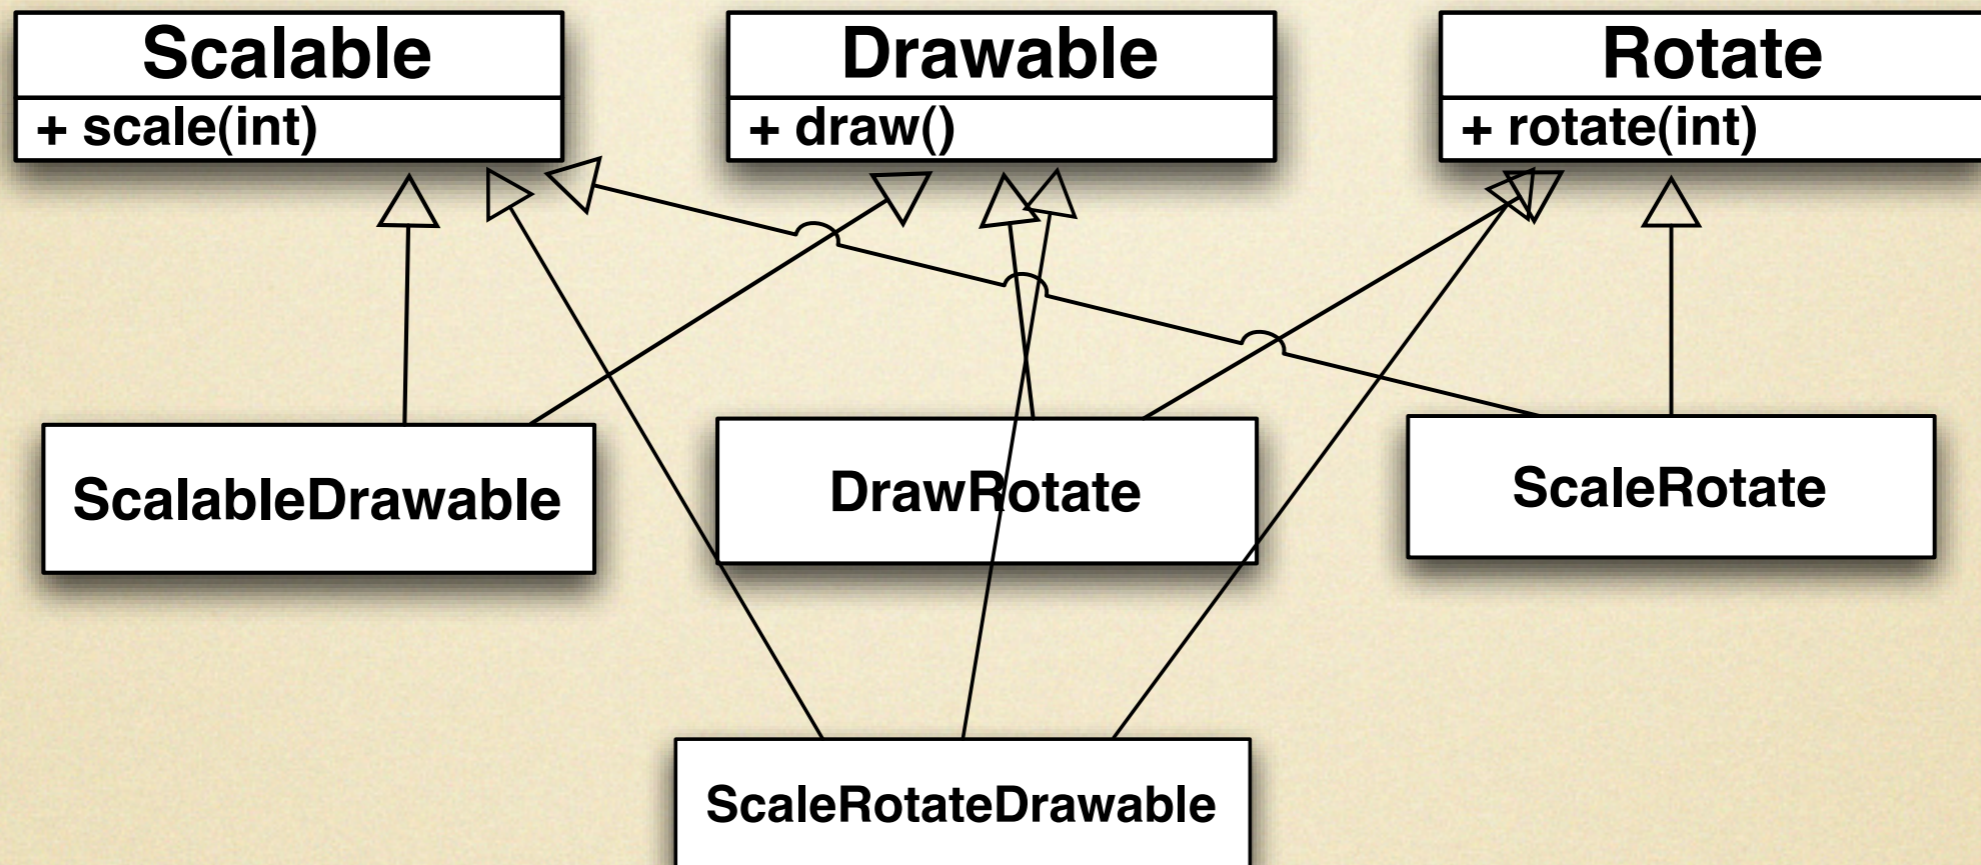 Scalable
+ scale(int)
Drawable
+ draw()
Rotate
+ rotate(int)
ScalableDrawable
DrawRotate
ScaleRotate
ScaleRotateDrawable